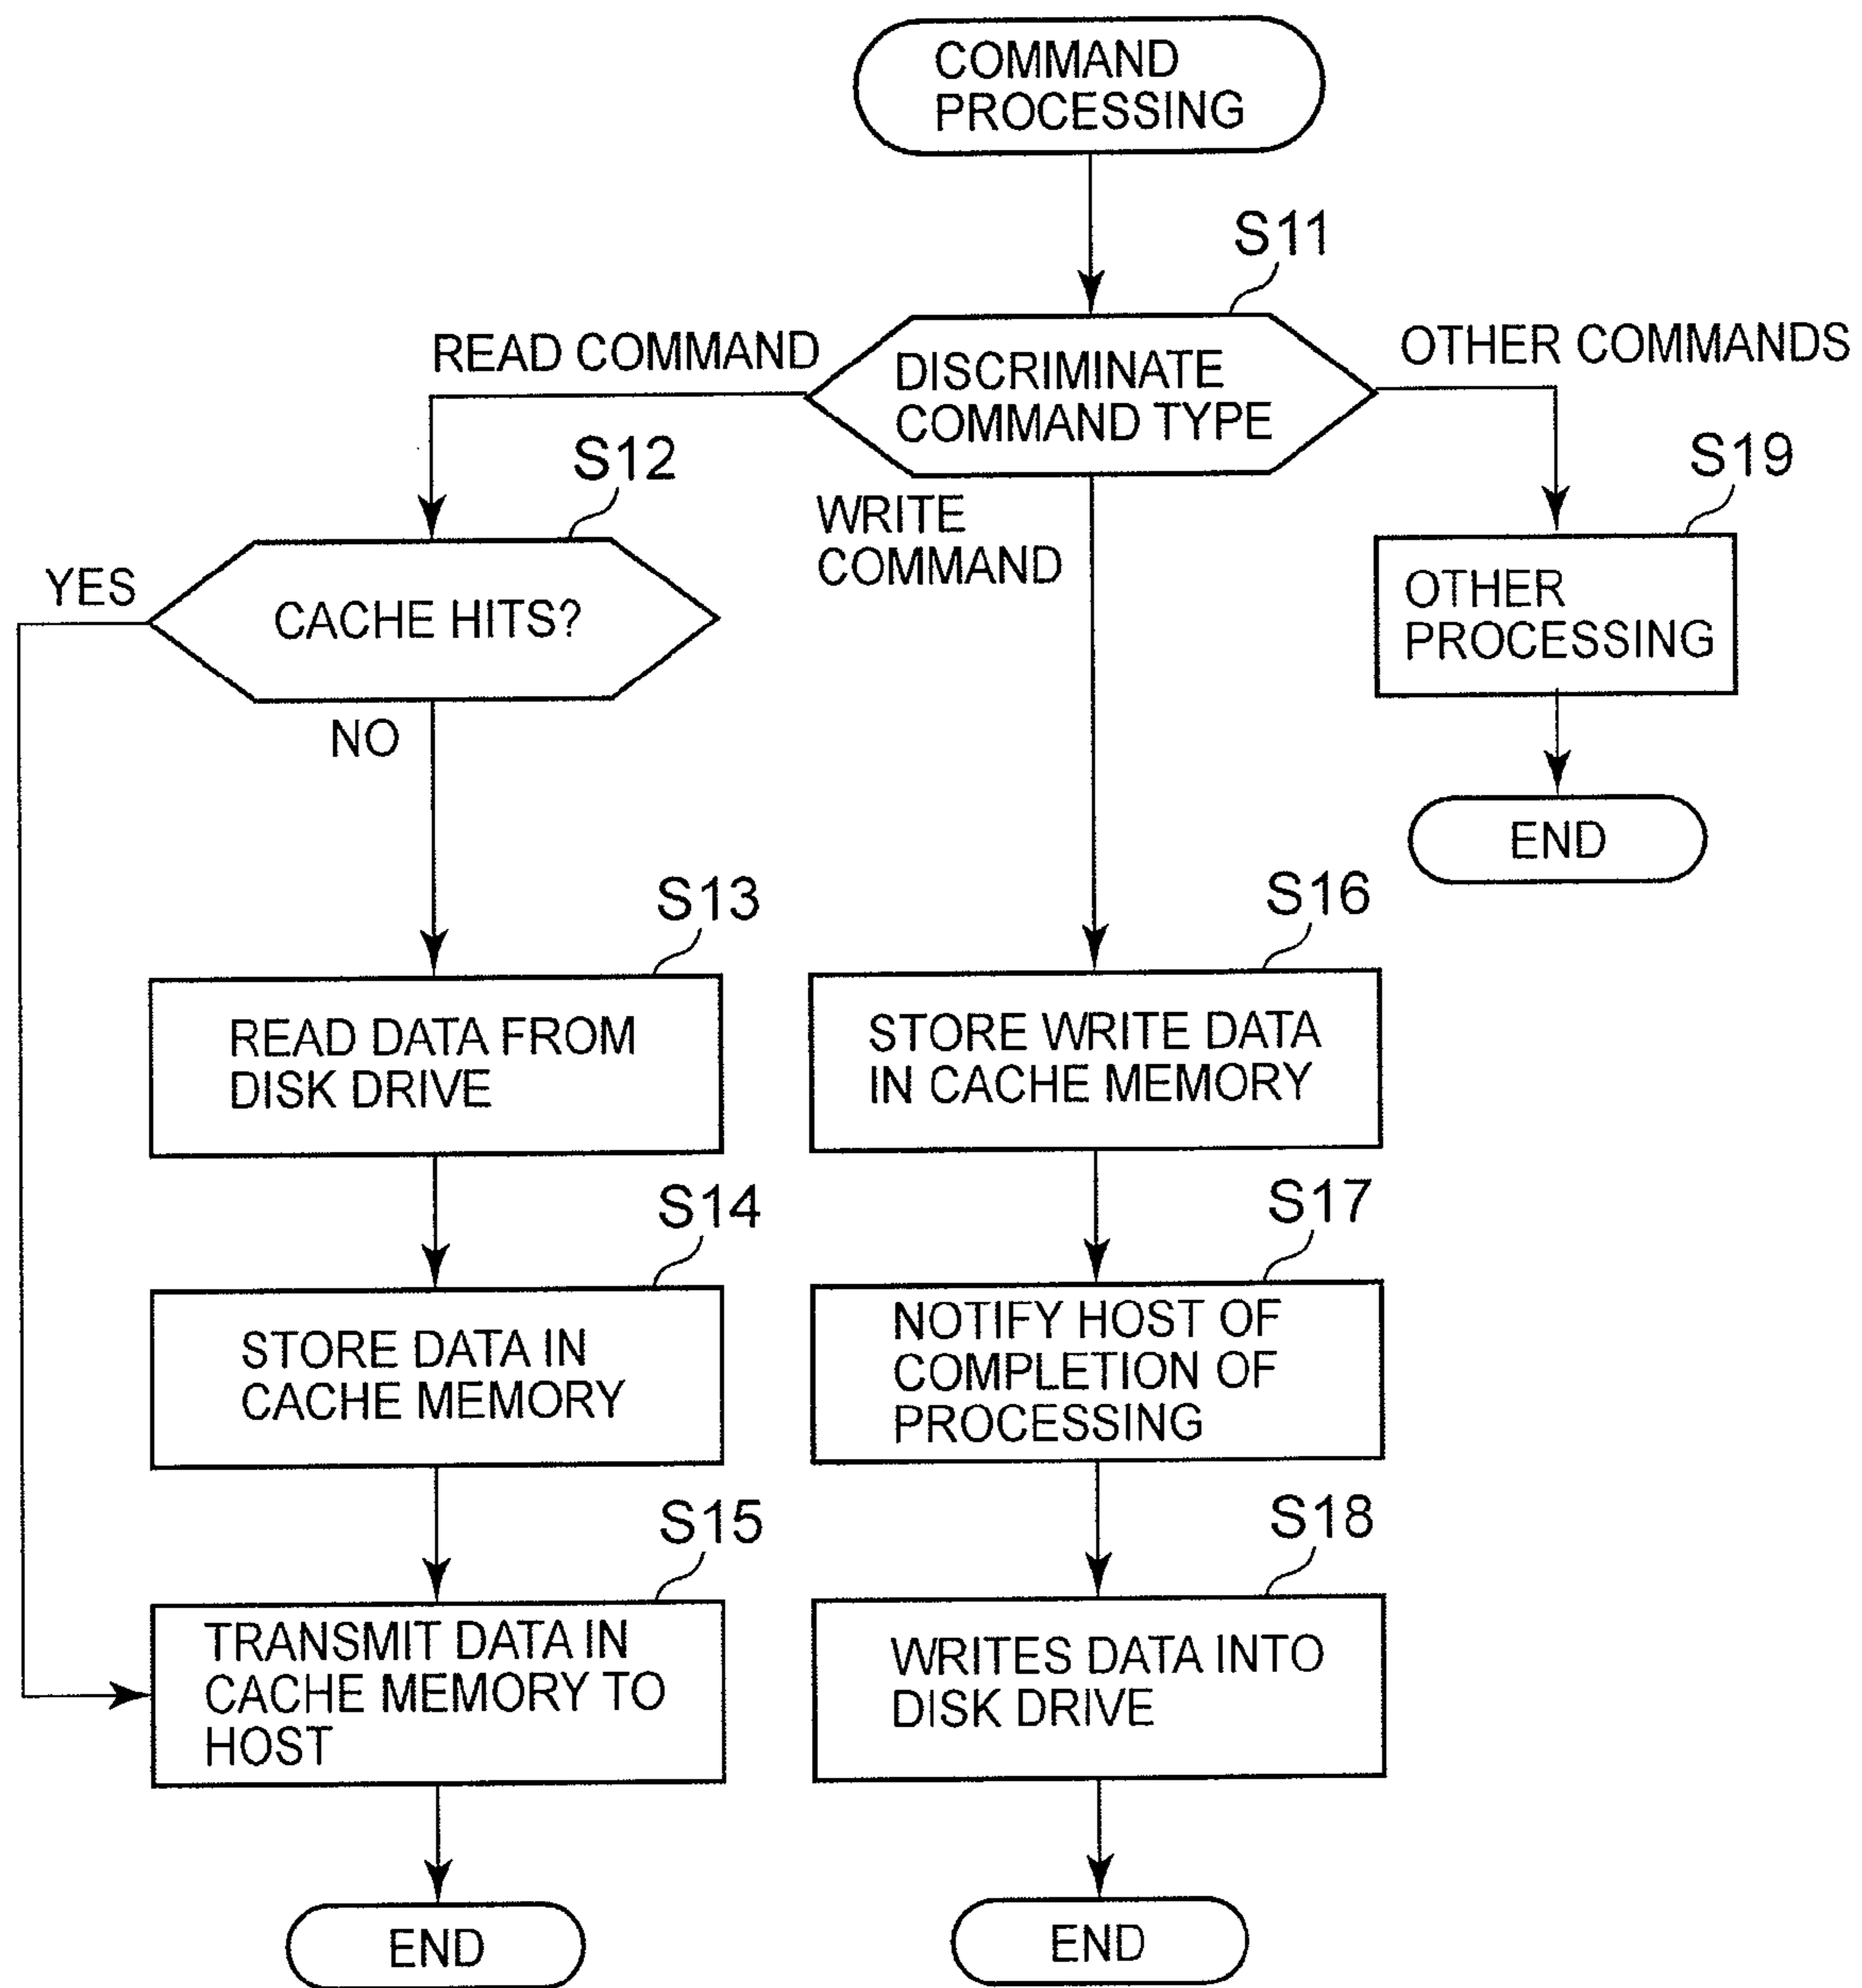 COMMAND
PROCESSING
S11
READ COMMAND
DISCRIMINATE
COMMAND TYPE
OTHER COMMANDS
S12
WRITE
COMMAND
S19
YES
CACHE HITS?
OTHER
PROCESSING
NO
END
S13
READ DATA FROM
DISK DRIVE
S16
STORE WRITE DATA
IN CACHE MEMORY
S14
STORE DATA IN
CACHE MEMORY
S17
NOTIFY HOST OF
COMPLETION OF
PROCESSING
S15
TRANSMIT DATA IN
CACHE MEMORY TO
HOST
S18
WRITES DATA INTO
DISK DRIVE
END
END